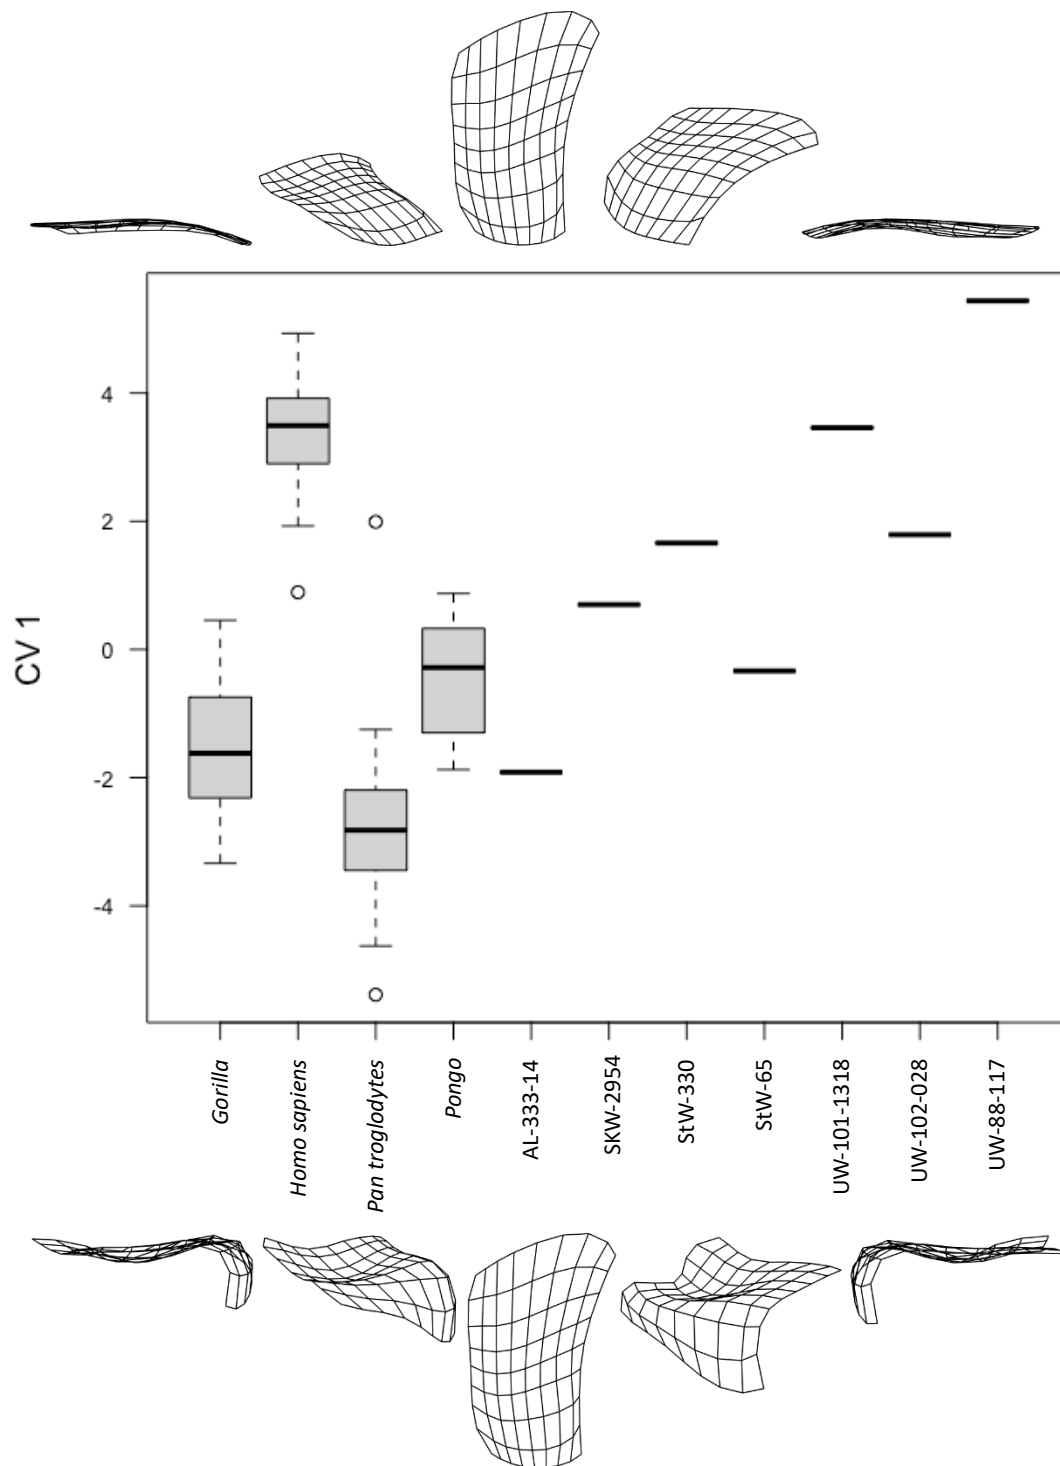 4
2
0
-2
-4
CV 1
Gorilla
Homo sapiens
Pan troglodytes
Pongo
AL-333-14
SKW-2954
StW-330
StW-65
UW-101-1318
UW-102-028
UW-88-117